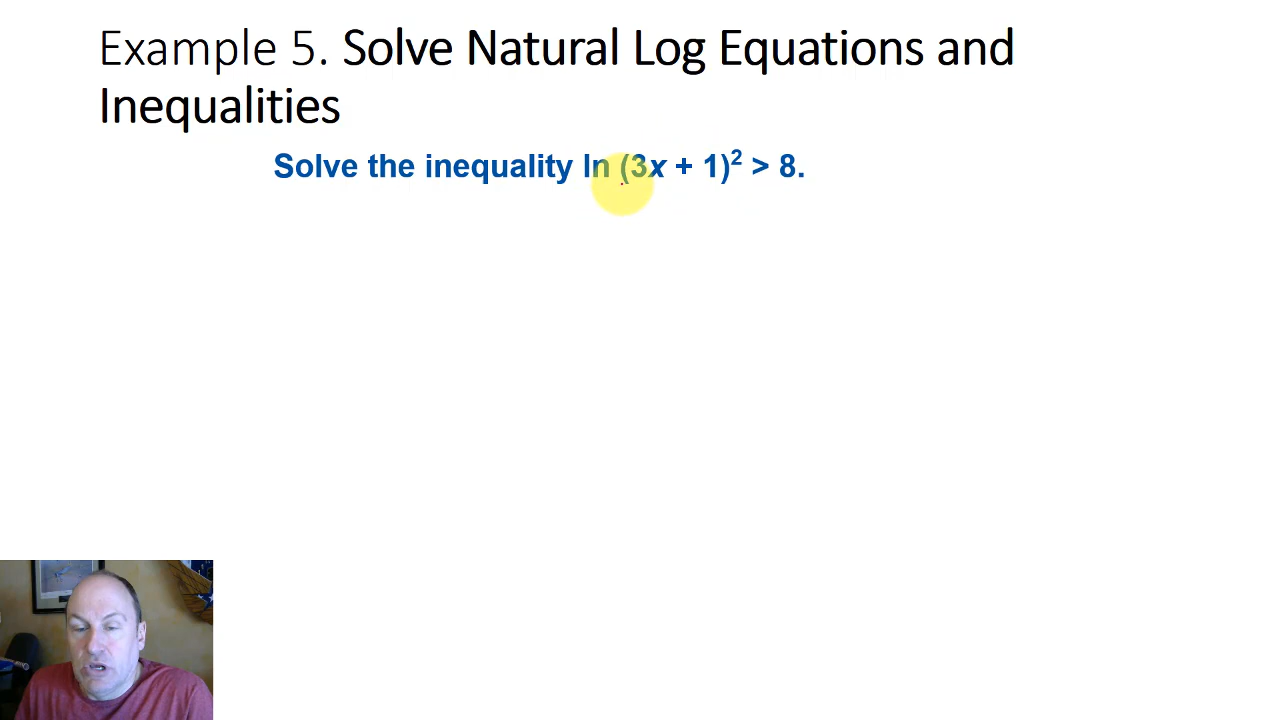 Example 5. Solve Natural Log Equations and
Inequalities
Solve the inequality ln (3x + 1)² > 8.